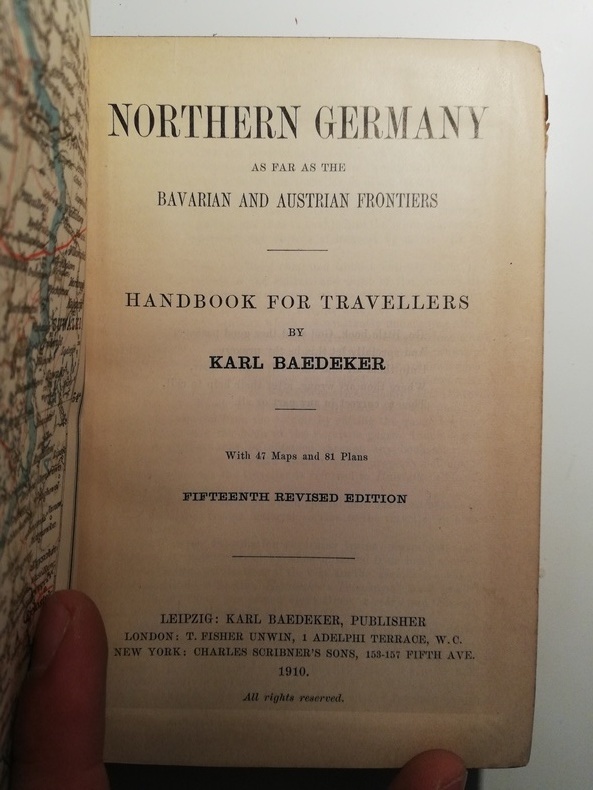 NORTHERN GERMANY
AS FAR AS THE
BAVARIAN AND AUSTRIAN FRONTIERS
HANDBOOK FOR TRAVELLERS
BY
KARL BAEDEKER
With 47 Maps and 81 Plans
FIFTEENTH REVISED EDITION
LEIPZIG: KARL BAEDEKER, PUBLISHER
LONDON: T. FISHER UNWIN, 1 ADELPHI TERRACE, W.C.
NEW YORK: CHARLES SCRIBNER'S SONS, 153-157 FIFTH AVE.
1910.
All rights reserved.